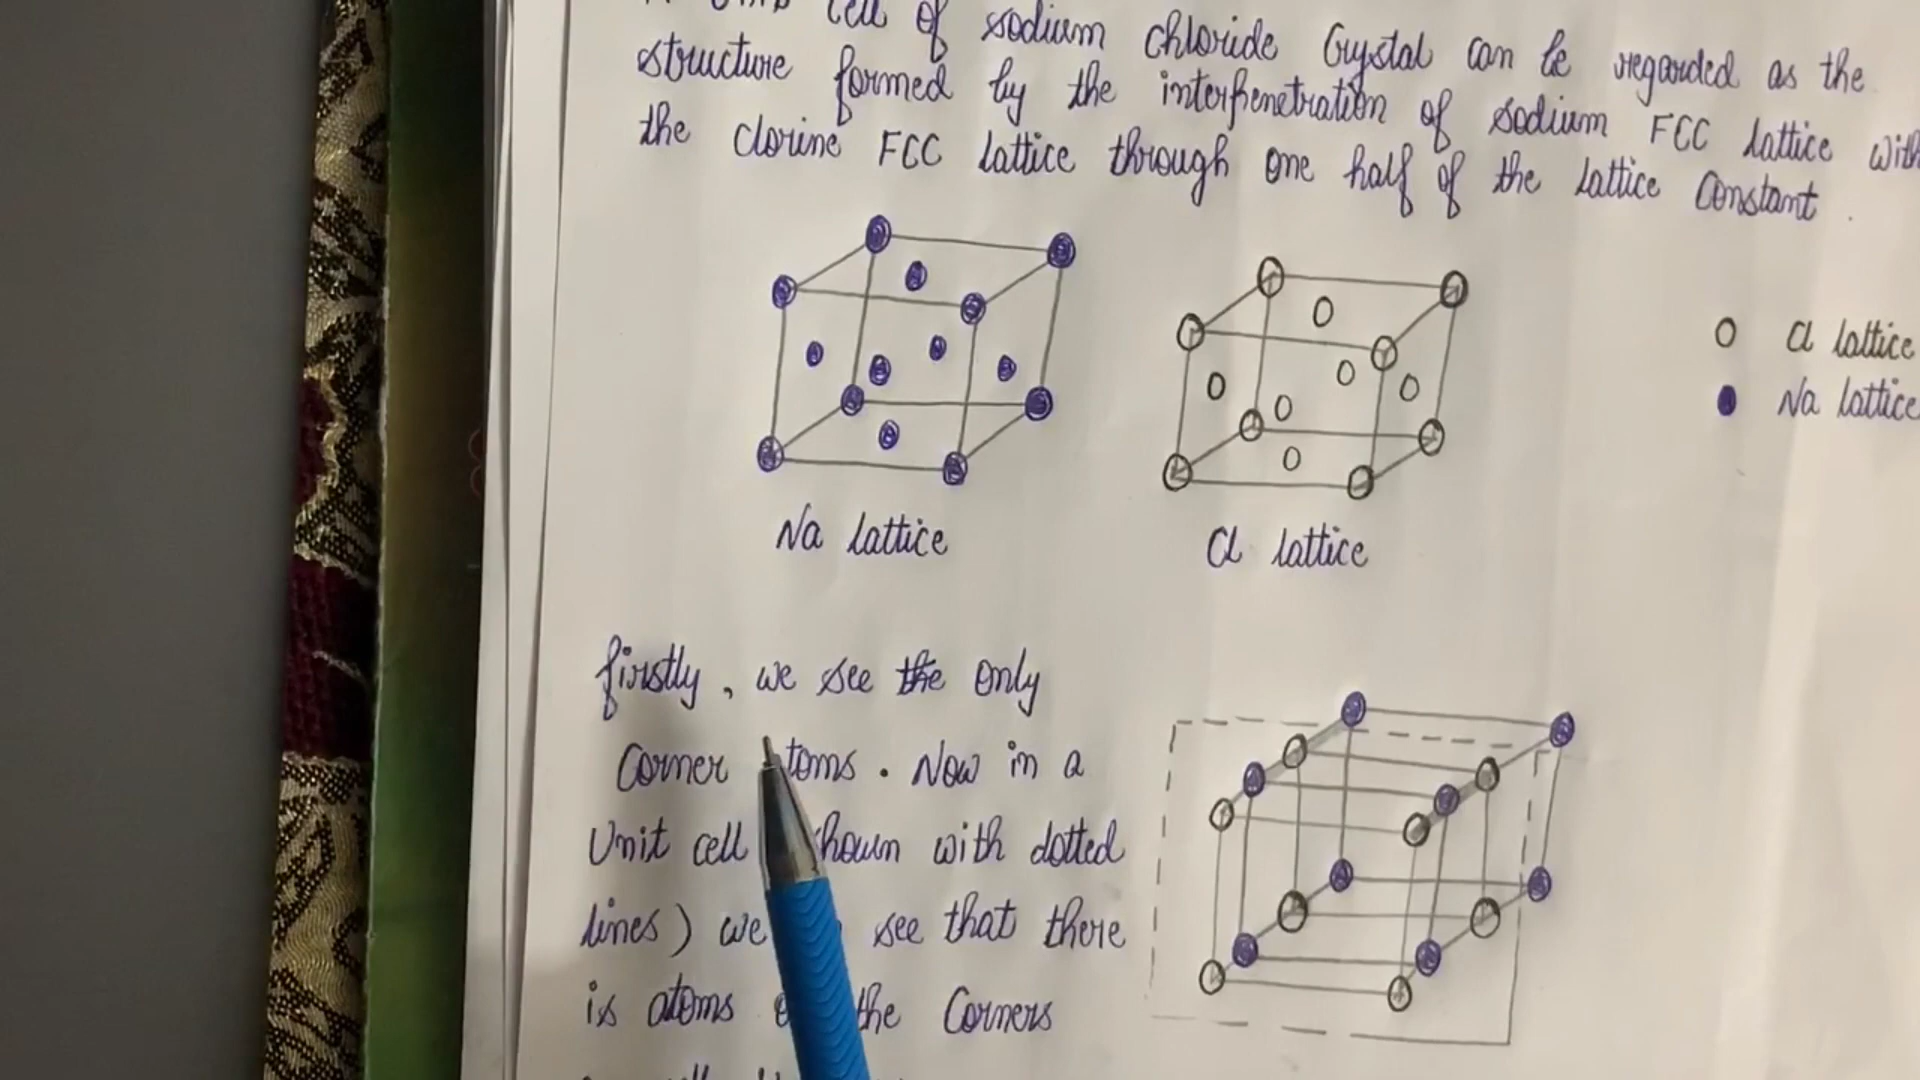 cell of sodium chloride Crystal can be regarded as the
structure formed by the interpenetration of sodium FCC lattice with
the clorine FCC lattice through one half of the lattice Constant .
Cl lattice
Na lattice
Na lattice
Cl lattice
firstly , we see the only
Corner toms . Now in a
Unit cell hown with dotted
lines) we see that there
is atoms the Corners